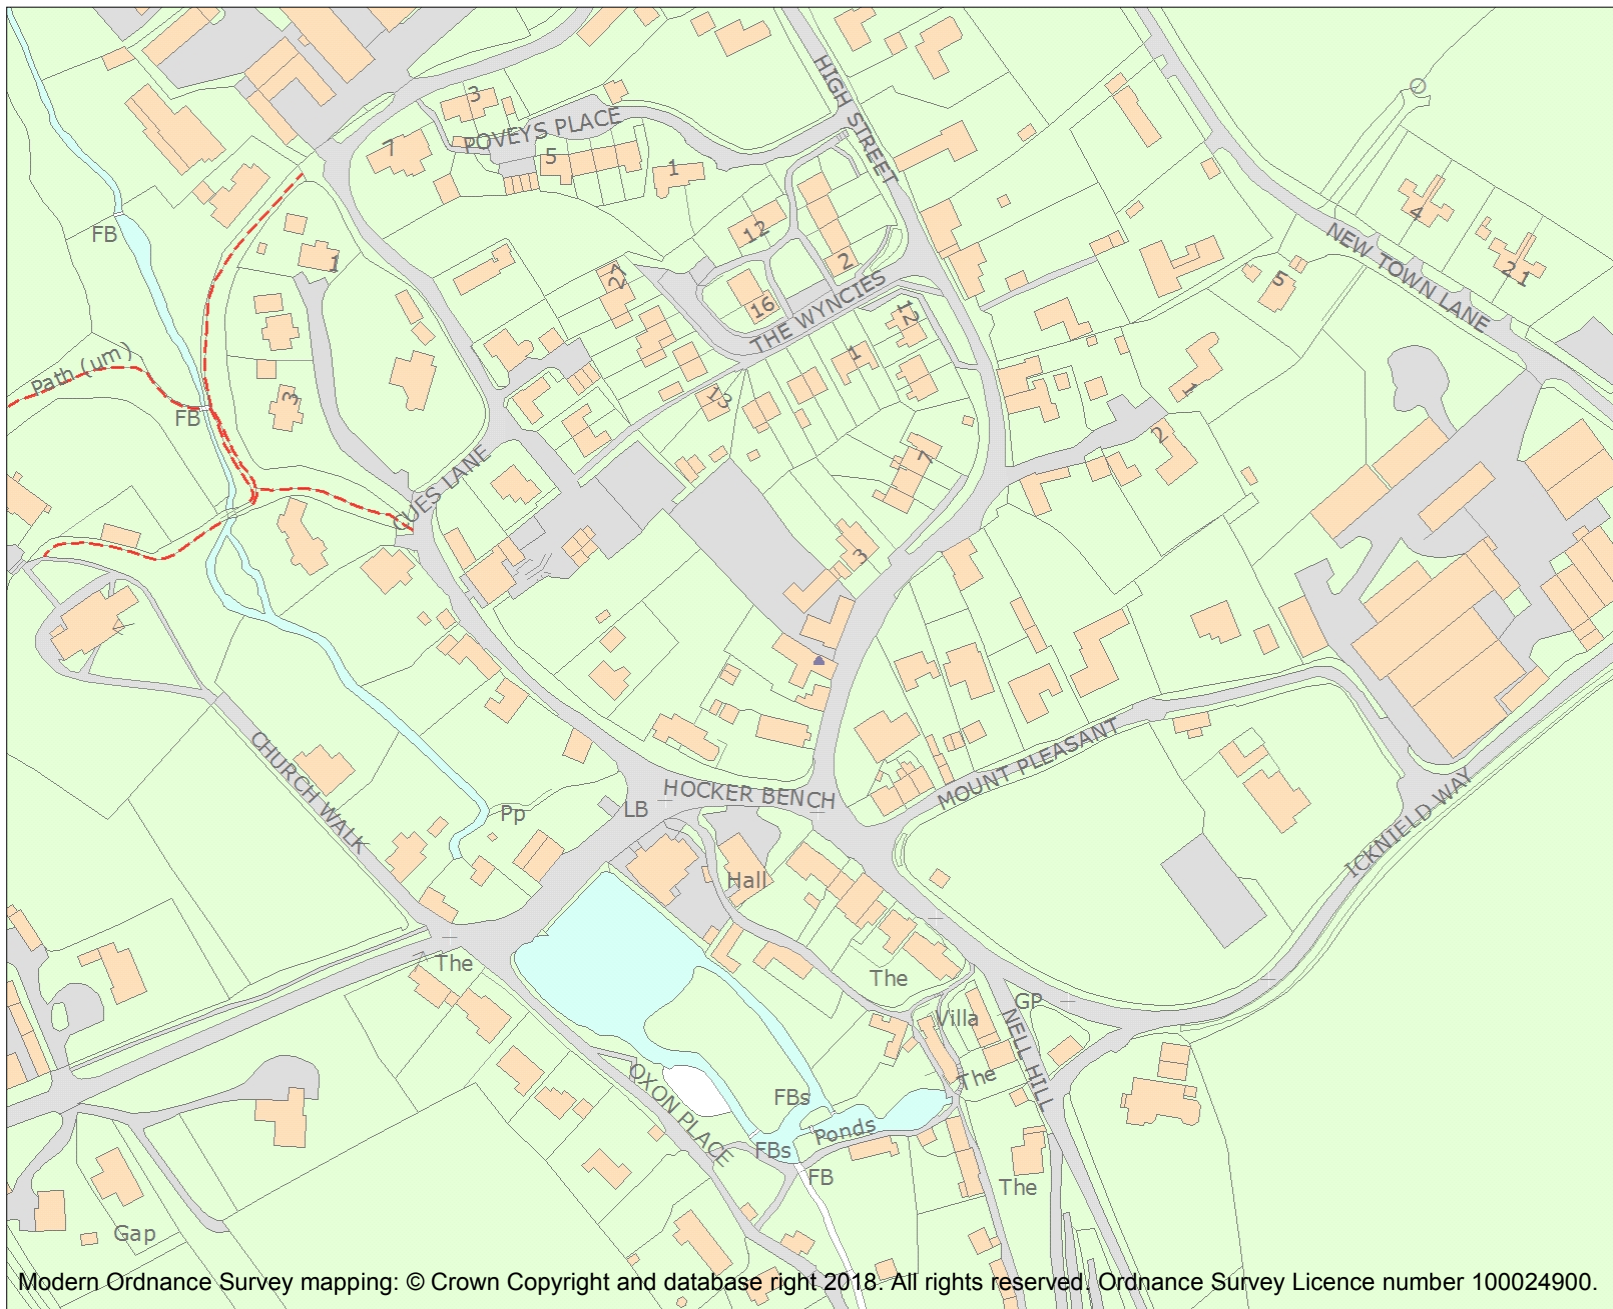 HIGH STREET
3
POVEYS PLACE
7
5
1
FB
12
2
4
NEW TOWN LANE
2 1
1
27
5
16
THE WYNCIES
12
Path (um)
1
1
FB
3
13
2
7
CUES LANE
3
CHURCH WALK
MOUNT PLEASANT
HOCKER BENCH
LB
Pp
ICKNIELD WAY
Hall
The
The
GP
Villa
NELL HILL
The
OXON PLACE
FBs
Ponds
FBs
FB
The
Gap
Modern Ordnance Survey mapping: © Crown Copyright and database right 2018. All rights reserved. Ordnance Survey Licence number 100024900.